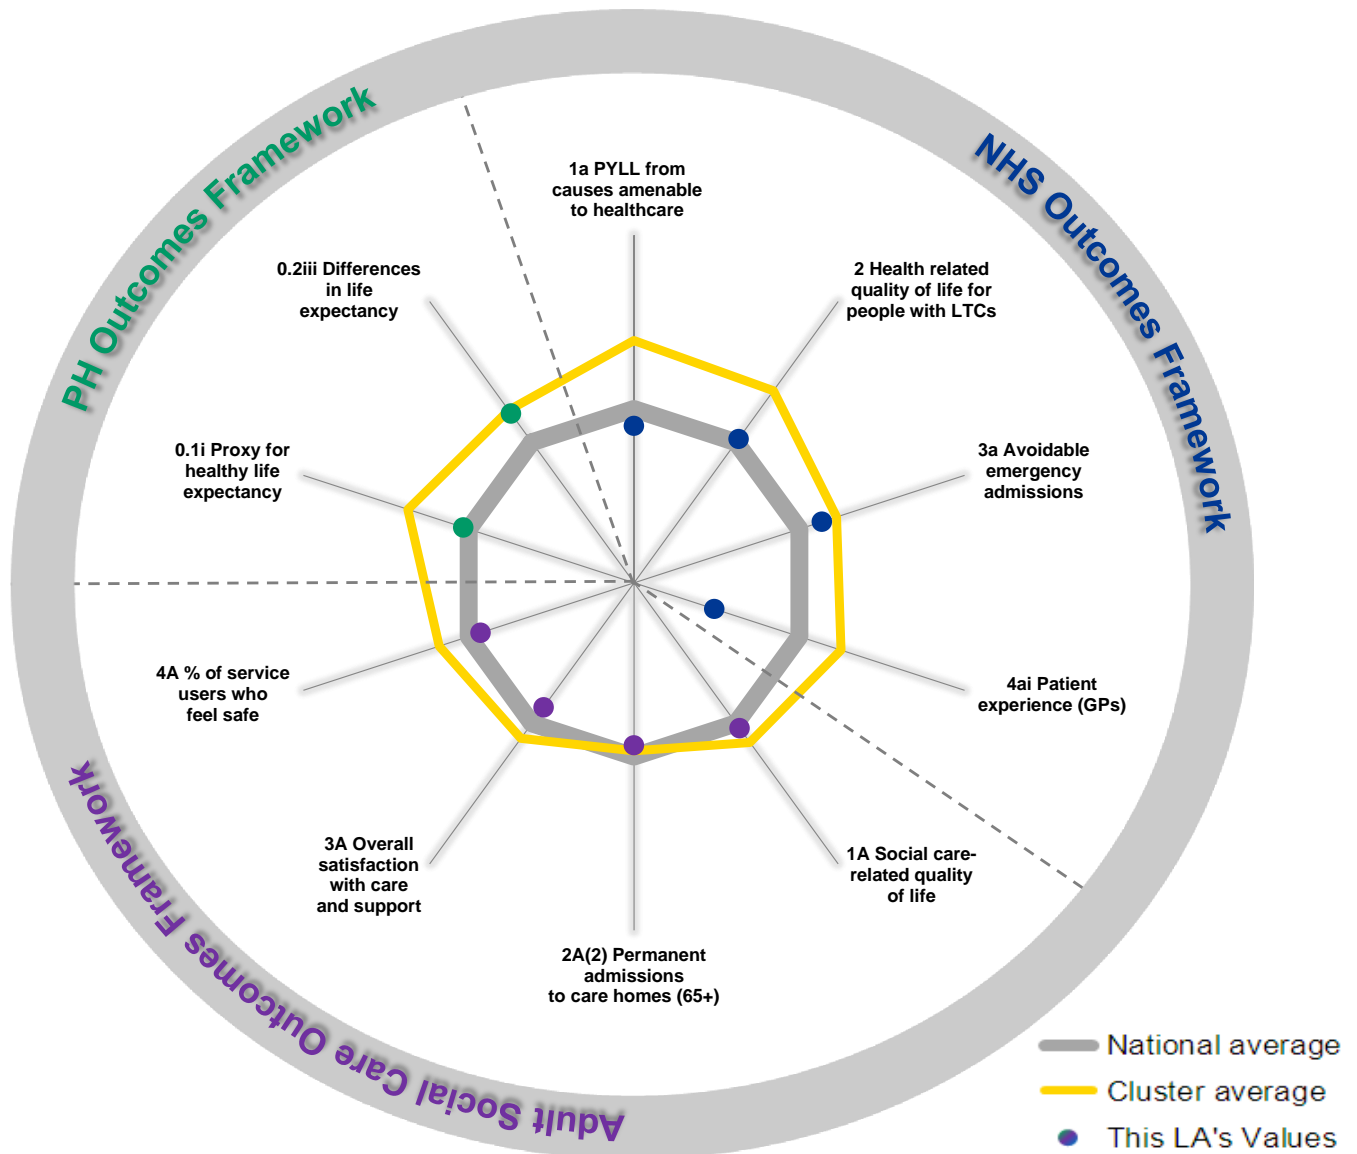 PH Outcomes Framework
NHS Outcomes Framework
1a PYLL from
causes amenable
to healthcare
0.2iii Differences
in life
expectancy
2 Health related
quality of life for
people with LTCs
0.1i Proxy for
healthy life
expectancy
3a Avoidable
emergency
admissions
4A % of service
users who
feel safe
4ai Patient
experience (GPs)
3A Overall
satisfaction
with care
and support
1A Social care-
related quality
of life
2A(2) Permanent
admissions
to care homes (65+)
Adult Social Care Outcomes Framework
National average
Cluster average
This LA's Values